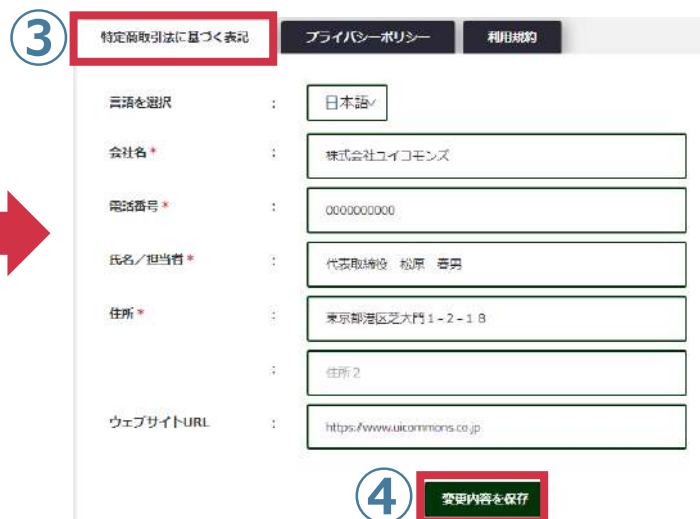 ③ 特定商取引法に基づく表記 プライバシーポリシー 利用規約
言語を選択 : 日本語
会社名* : 株式会社ユイコモンズ
電話番号* : 0000000000
氏名/担当者* : 代表取締役 松原 春男
住所* : 東京都港区芝大門1-2-18
: 住所2
ウェブサイトURL : https://www.uicommons.co.jp
④ 変更内容を保存